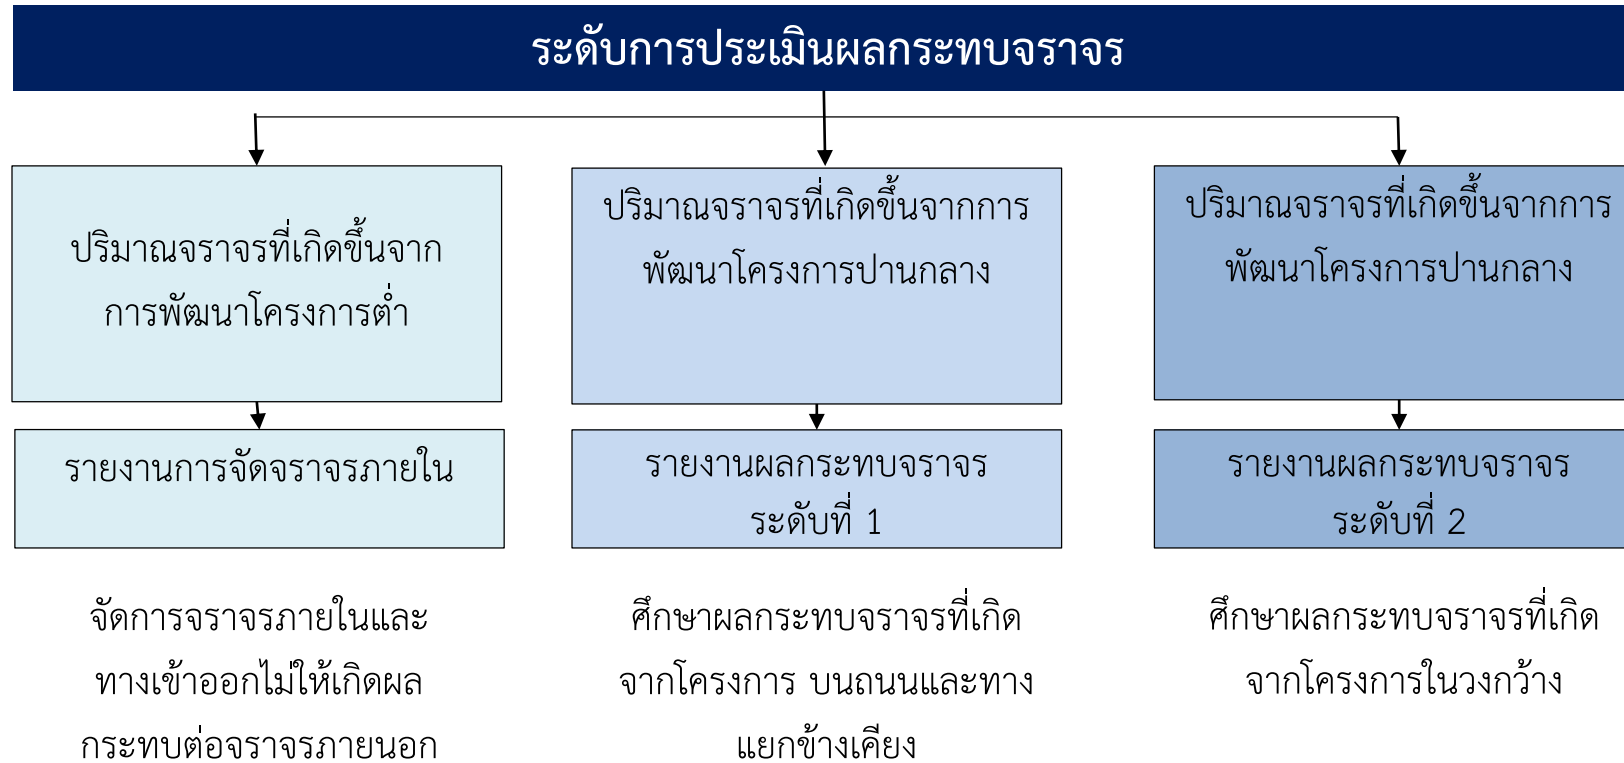 ระดับการประเมินผลกระทบจราจร
ปริมาณจราจรที่เกิดขึ้นจาก
การพัฒนาโครงการต่ำ
ปริมาณจราจรที่เกิดขึ้นจากการ
พัฒนาโครงการปานกลาง
ปริมาณจราจรที่เกิดขึ้นจากการ
พัฒนาโครงการปานกลาง
รายงานการจัดจราจรภายใน
รายงานผลกระทบจราจร
ระดับที่ 1
รายงานผลกระทบจราจร
ระดับที่ 2
จัดการจราจรภายในและ
ทางเข้าออกไม่ให้เกิดผล
กระทบต่อจราจรภายนอก
ศึกษาผลกระทบจราจรที่เกิด
จากโครงการ บนถนนและทาง
แยกข้างเคียง
ศึกษาผลกระทบจราจรที่เกิด
จากโครงการในวงกว้าง